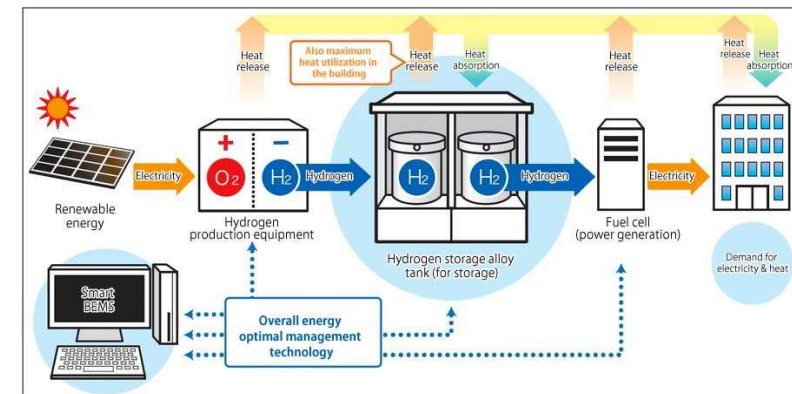 Heat
release
Also maximum
heat utilization in
the building
Heat
release
Heat
absorption
Heat
release
Heat
release
Heat
absorption
+
−
O2
H2
H2
H2
Electricity
Hydrogen
Hydrogen
Electricity
Renewable
energy
Hydrogen
production equipment
Hydrogen storage alloy
tank (for storage)
Fuel cell
(power generation)
Demand for
electricity & heat
Smart
BEMS
Overall energy
optimal management
technology